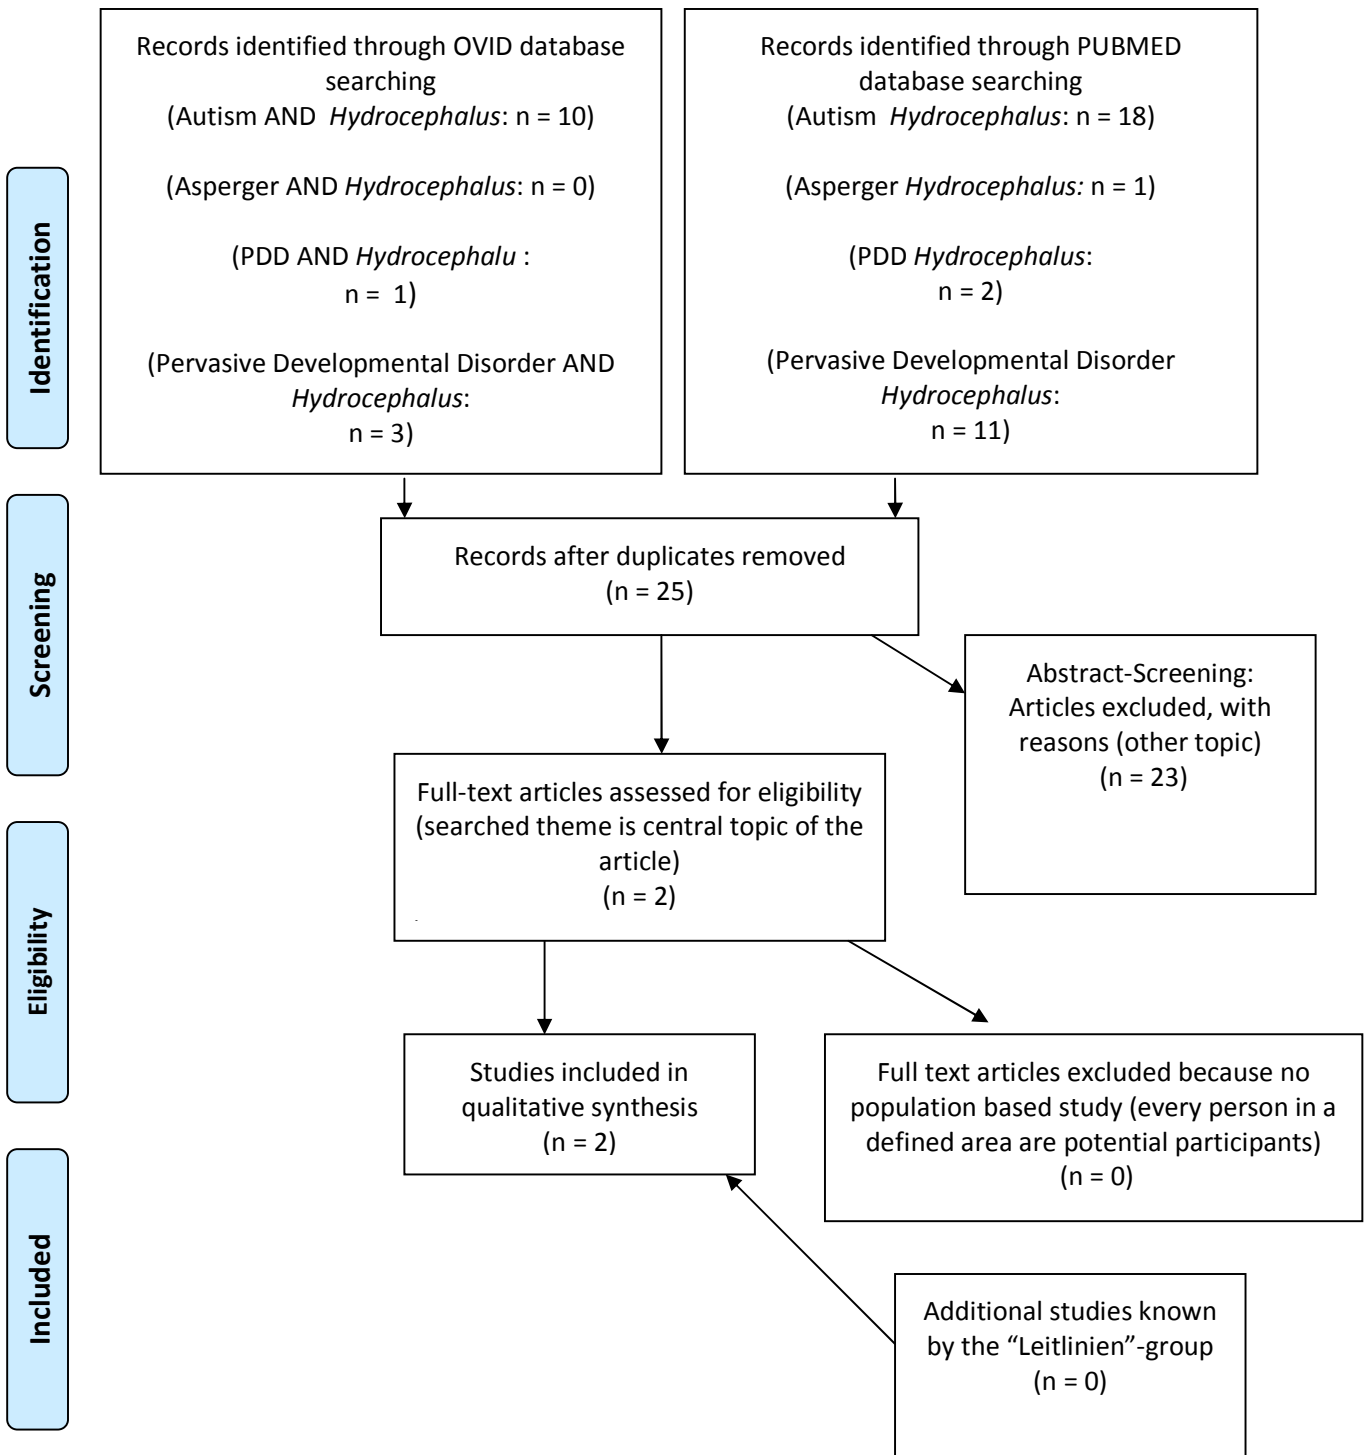 Records identified through OVID database
searching
(Autism AND Hydrocephalus: n = 10)
(Asperger AND Hydrocephalus: n = 0)
(PDD AND Hydrocephalu :
n = 1)
(Pervasive Developmental Disorder AND
Hydrocephalus:
n = 3)
Records identified through PUBMED
database searching
(Autism Hydrocephalus: n = 18)
(Asperger Hydrocephalus: n = 1)
(PDD Hydrocephalus:
n = 2)
(Pervasive Developmental Disorder
Hydrocephalus:
n = 11)
Identification
Screening
Records after duplicates removed
(n = 25)
Abstract-Screening:
Articles excluded, with
reasons (other topic)
(n = 23)
Full-text articles assessed for eligibility
(searched theme is central topic of the
article)
(n = 2)
Eligibility
Studies included in
qualitative synthesis
(n = 2)
Full text articles excluded because no
population based study (every person in a
defined area are potential participants)
(n = 0)
Included
Additional studies known
by the “Leitlinien”-group
(n = 0)